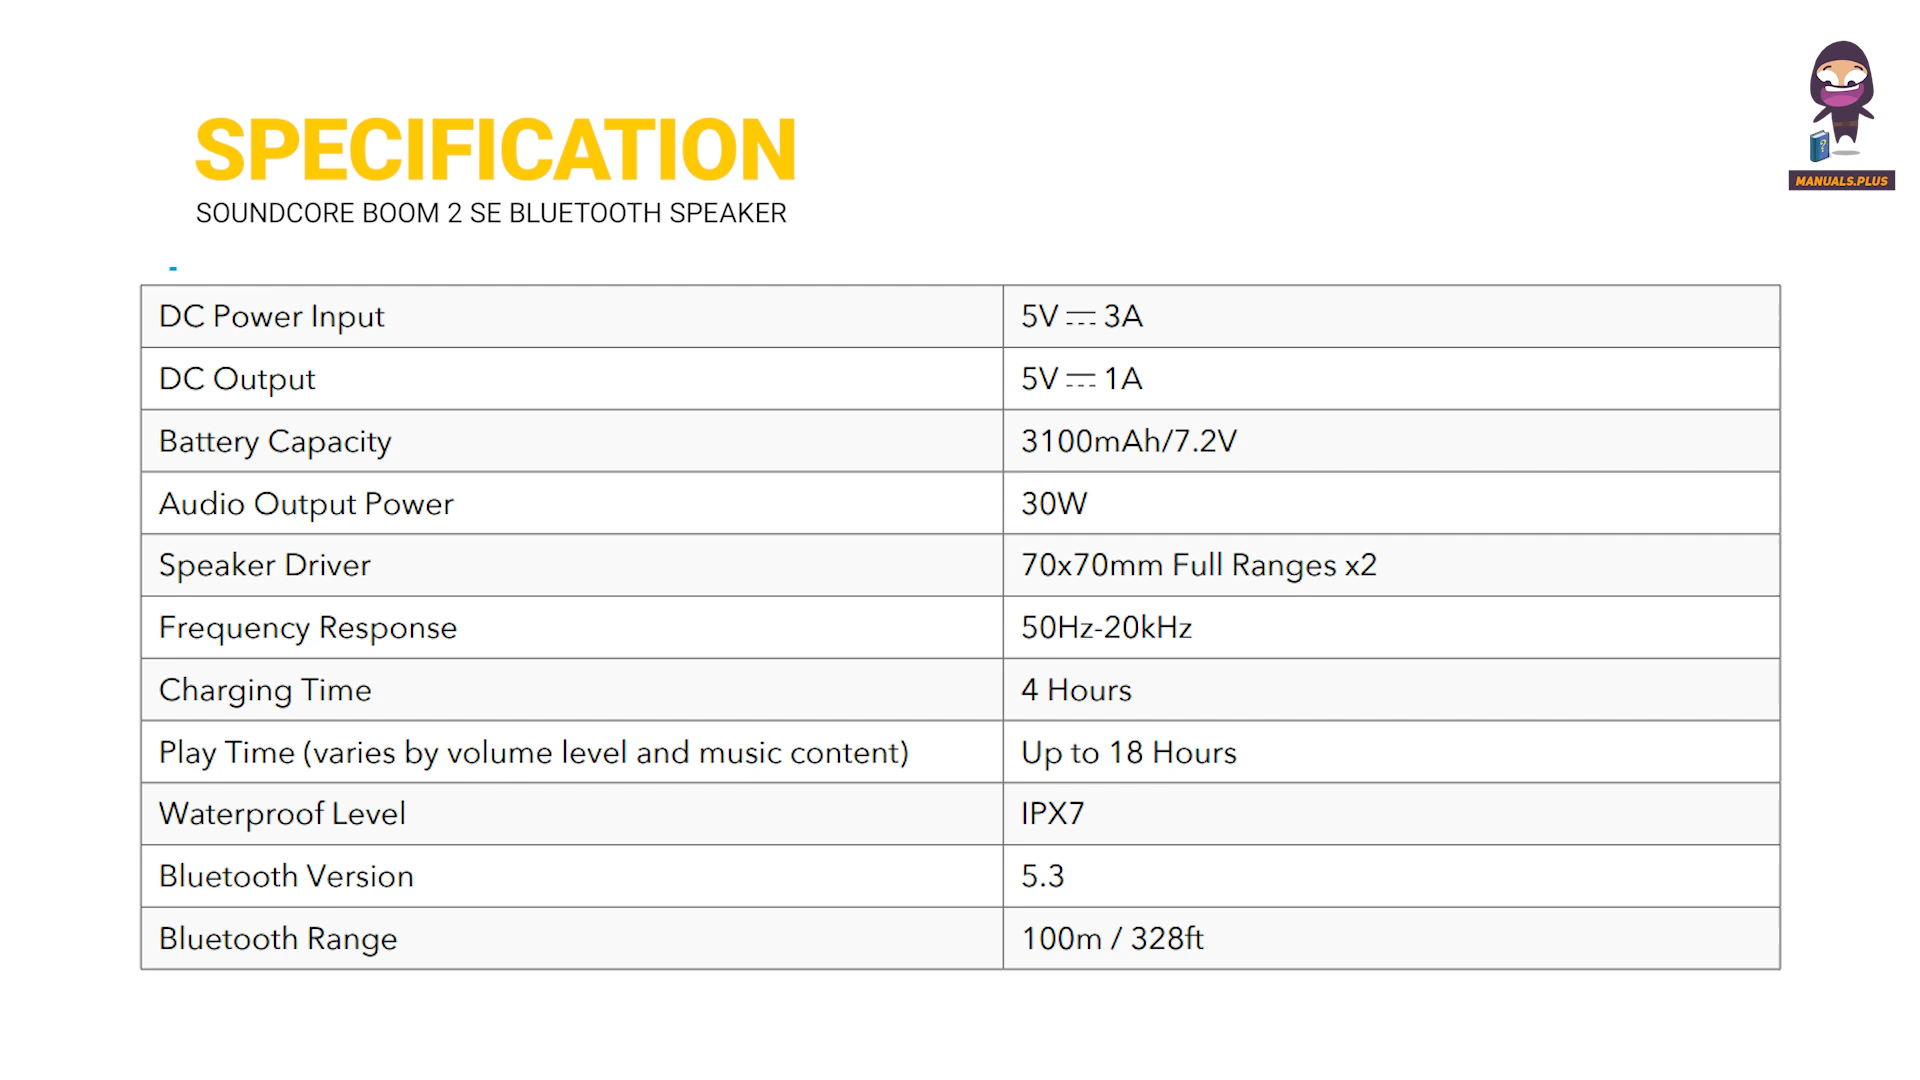 SPECIFICATION
SOUNDCORE BOOM 2 SE BLUETOOTH SPEAKER
?
MANUALS.PLUS
-
DC Power Input 5V ⎓ 3A
DC Output 5V ⎓ 1A
Battery Capacity 3100mAh/7.2V
Audio Output Power 30W
Speaker Driver 70x70mm Full Ranges x2
Frequency Response 50Hz-20kHz
Charging Time 4 Hours
Play Time (varies by volume level and music content) Up to 18 Hours
Waterproof Level IPX7
Bluetooth Version 5.3
Bluetooth Range 100m / 328ft